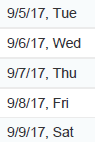 9/5/17, Tue
9/6/17, Wed
9/7/17, Thu
9/8/17, Fri
9/9/17, Sat